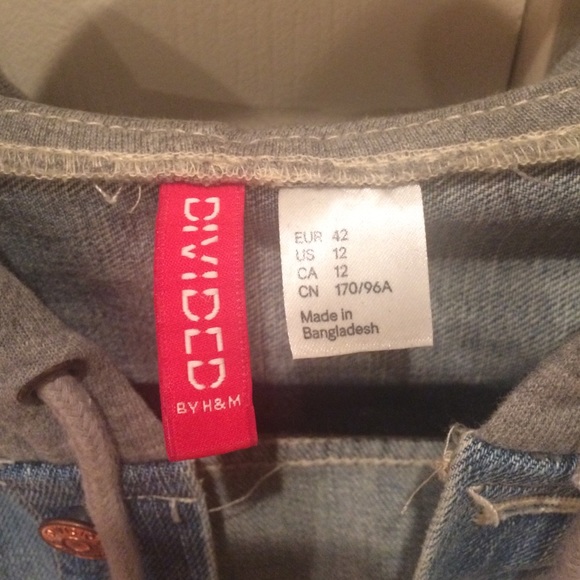 DIVIDED
BY H&M
EUR 42
US 12
CA 12
CN 170/96A
Made in
Bangladesh